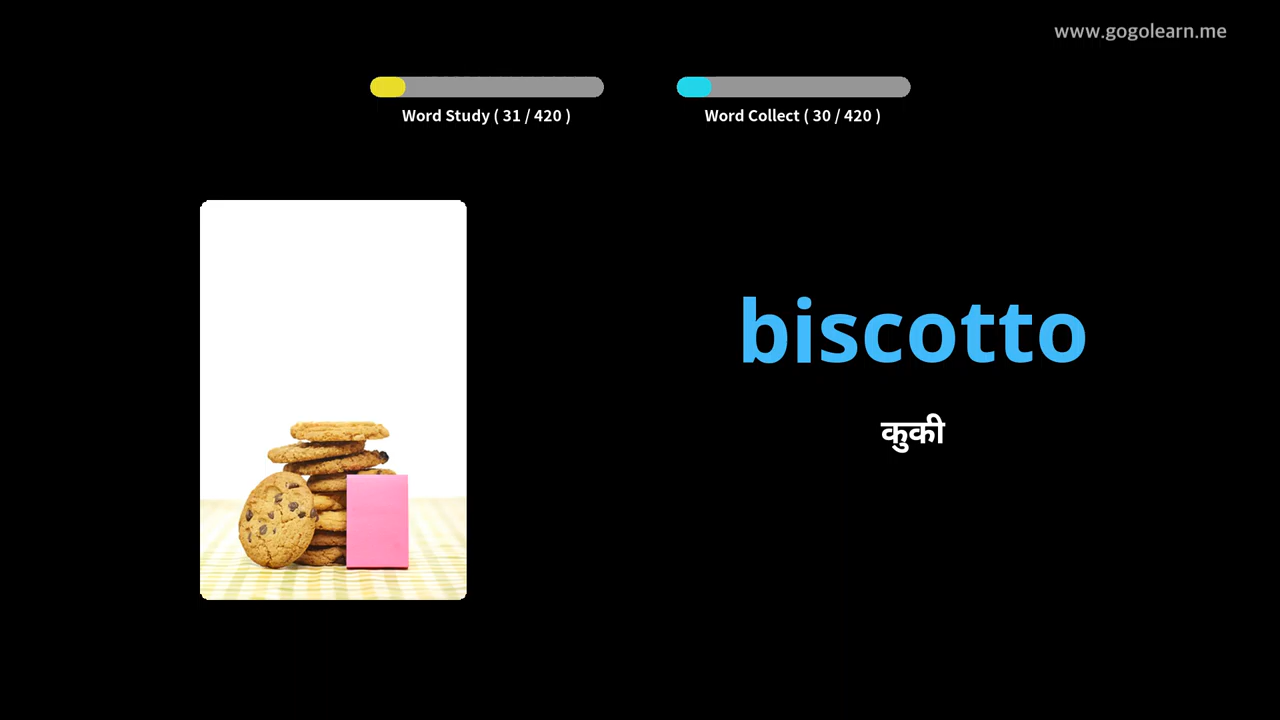 www.gogolearn.me
Word Study ( 31 / 420 )
Word Collect ( 30 / 420 )
biscotto
कुकी